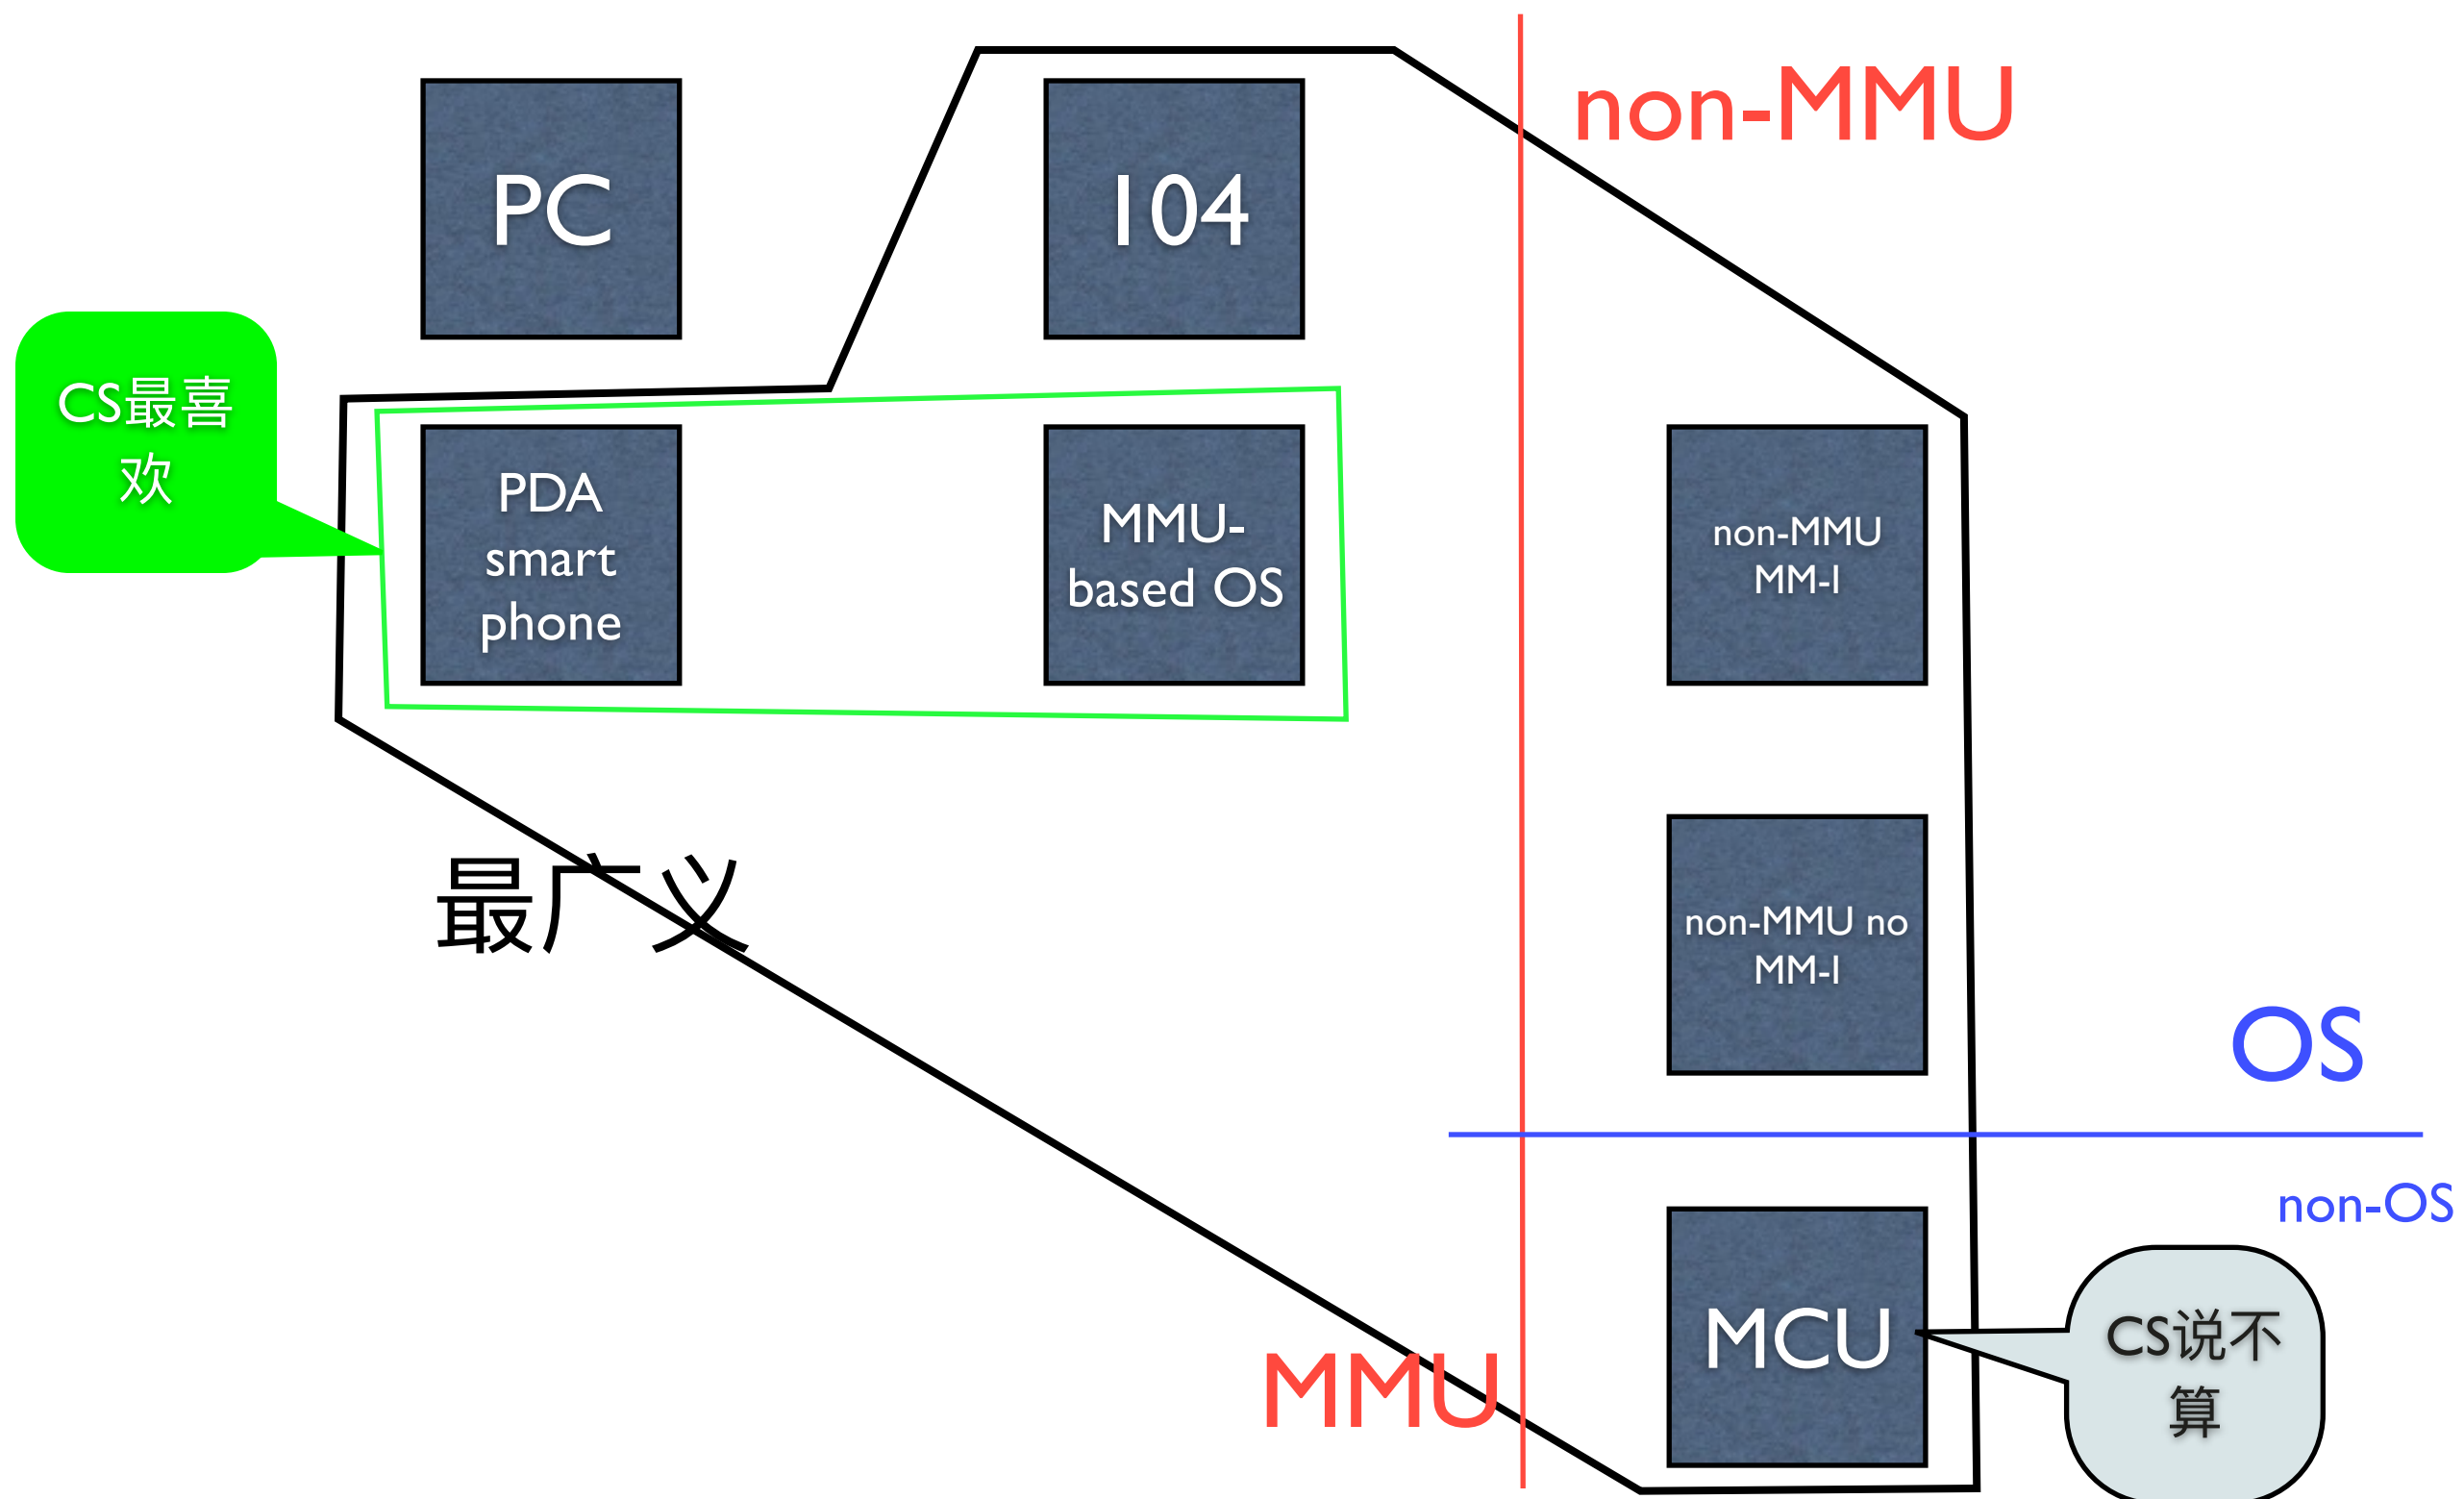 non-MMU
PC
104
CS最喜
欢
PDA
smart
phone
MMU-
based OS
non-MMU
MM-I
最广义
non-MMU no
MM-I
OS
non-OS
MCU
MMU
CS说不
算